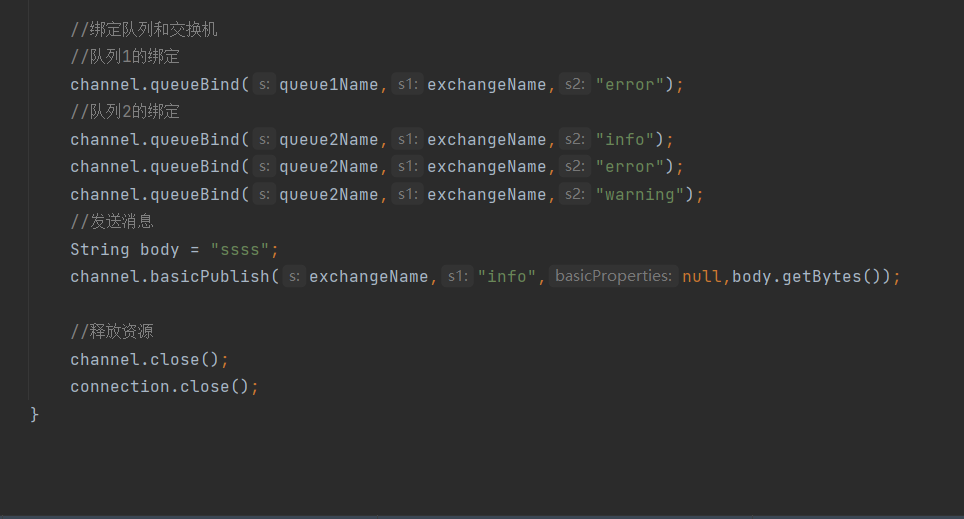 //绑定队列和交换机
//队列1的绑定
channel.queueBind( s: queue1Name, s1: exchangeName, s2: "error");
//队列2的绑定
channel.queueBind( s: queue2Name, s1: exchangeName, s2: "info");
channel.queueBind( s: queue2Name, s1: exchangeName, s2: "error");
channel.queueBind( s: queue2Name, s1: exchangeName, s2: "warning");
//发送消息
String body = "ssss";
channel.basicPublish( s: exchangeName, s1: "info", basicProperties: null,body.getBytes());
//释放资源
channel.close();
connection.close();
}